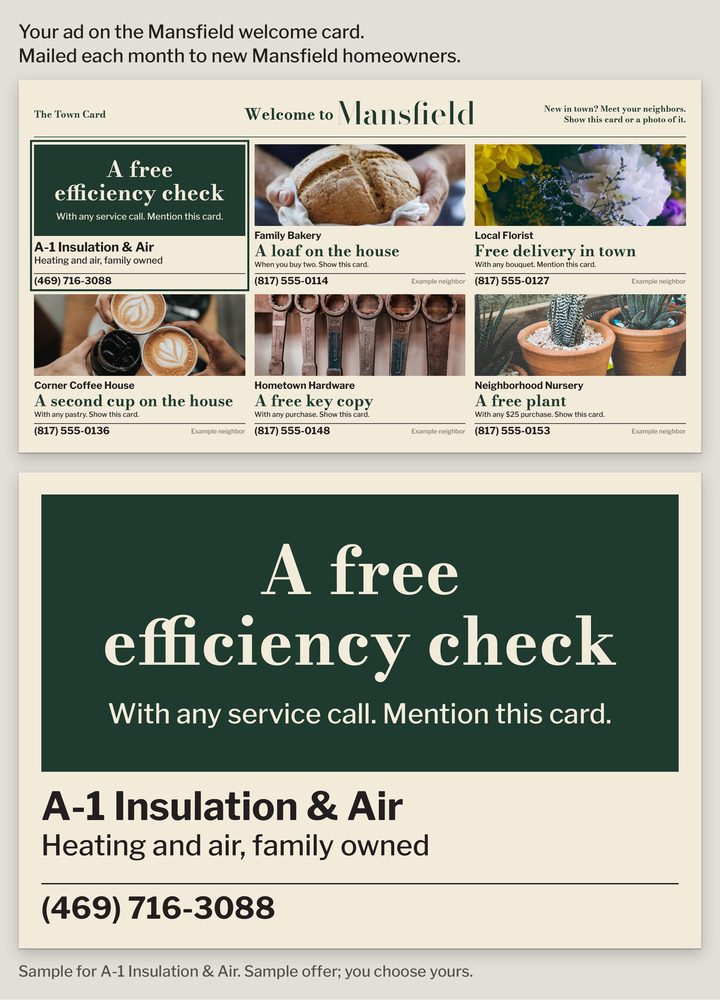 Your ad on the Mansfield welcome card.
Mailed each month to new Mansfield homeowners.
The Town Card
Welcome to Mansfield
New in town? Meet your neighbors.
Show this card or a photo of it.
A free
efficiency check
With any service call. Mention this card.
A-1 Insulation & Air
Heating and air, family owned
(469) 716-3088
Family Bakery
A loaf on the house
When you buy two. Show this card.
(817) 555-0114
Example neighbor
Local Florist
Free delivery in town
With any bouquet. Mention this card.
(817) 555-0127
Example neighbor
Corner Coffee House
A second cup on the house
With any pastry. Show this card.
(817) 555-0136
Example neighbor
Hometown Hardware
A free key copy
With any purchase. Show this card.
(817) 555-0148
Example neighbor
Neighborhood Nursery
A free plant
With any $25 purchase. Show this card.
(817) 555-0153
Example neighbor
A free
efficiency check
With any service call. Mention this card.
A-1 Insulation & Air
Heating and air, family owned
(469) 716-3088
Sample for A-1 Insulation & Air. Sample offer; you choose yours.